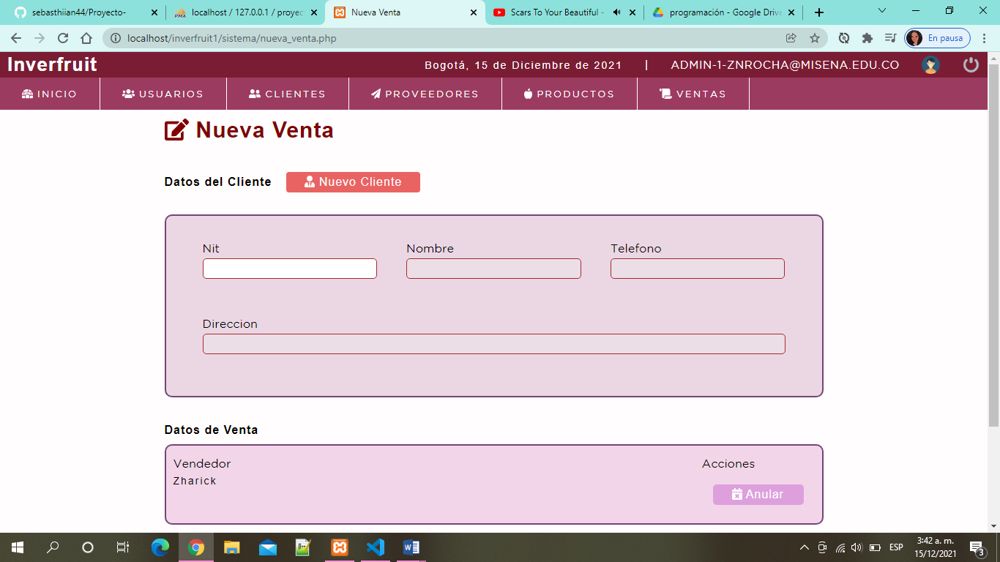 sebasthiian44/Proyecto-
localhost / 127.0.0.1 / proyec
Nueva Venta
Scars To Your Beautiful -
programación - Google Drive
localhost/inverfruit1/sistema/nueva_venta.php
En pausa
Inverfruit
Bogotá, 15 de Diciembre de 2021 | ADMIN-1-ZNROCHA@MISENA.EDU.CO
INICIO USUARIOS CLIENTES PROVEEDORES PRODUCTOS VENTAS
Nueva Venta
Datos del Cliente Nuevo Cliente
Nit Nombre Telefono
Direccion
Datos de Venta
Vendedor Acciones
Zharick
Anular
ESP
3:42 a. m.
15/12/2021
3